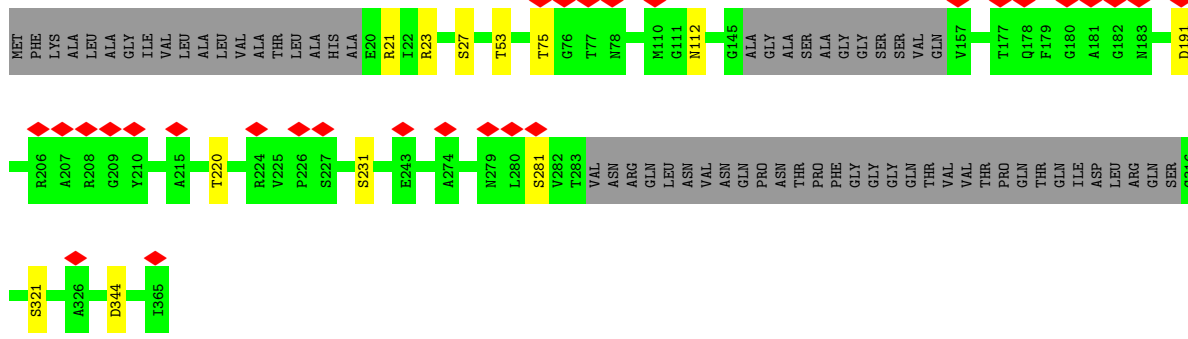 MET PHE LYS ALA LEU ALA GLY ILE VAL LEU ALA LEU VAL ALA THR LEU ALA HIS ALA E20 R21 I22 R23 S27 T53 T75 G76 T77 N78 M110 G111 N112 G145 ALA GLY ALA SER ALA GLY GLY SER SER VAL GLN V157 T177 Q178 F179 G180 A181 G182 N183 D191
R206 A207 R208 G209 Y210 A215 T220 R224 V225 P226 S227 S231 E243 A274 N279 L280 S281 V282 T283 VAL ASN ARG GLN LEU ASN VAL ASN GLN PRO ASN THR PRO PHE GLY GLY GLY GLN THR VAL VAL THR PRO GLN THR GLN ILE ASP LEU ARG GLN SER G316
S321 A326 D344 I365